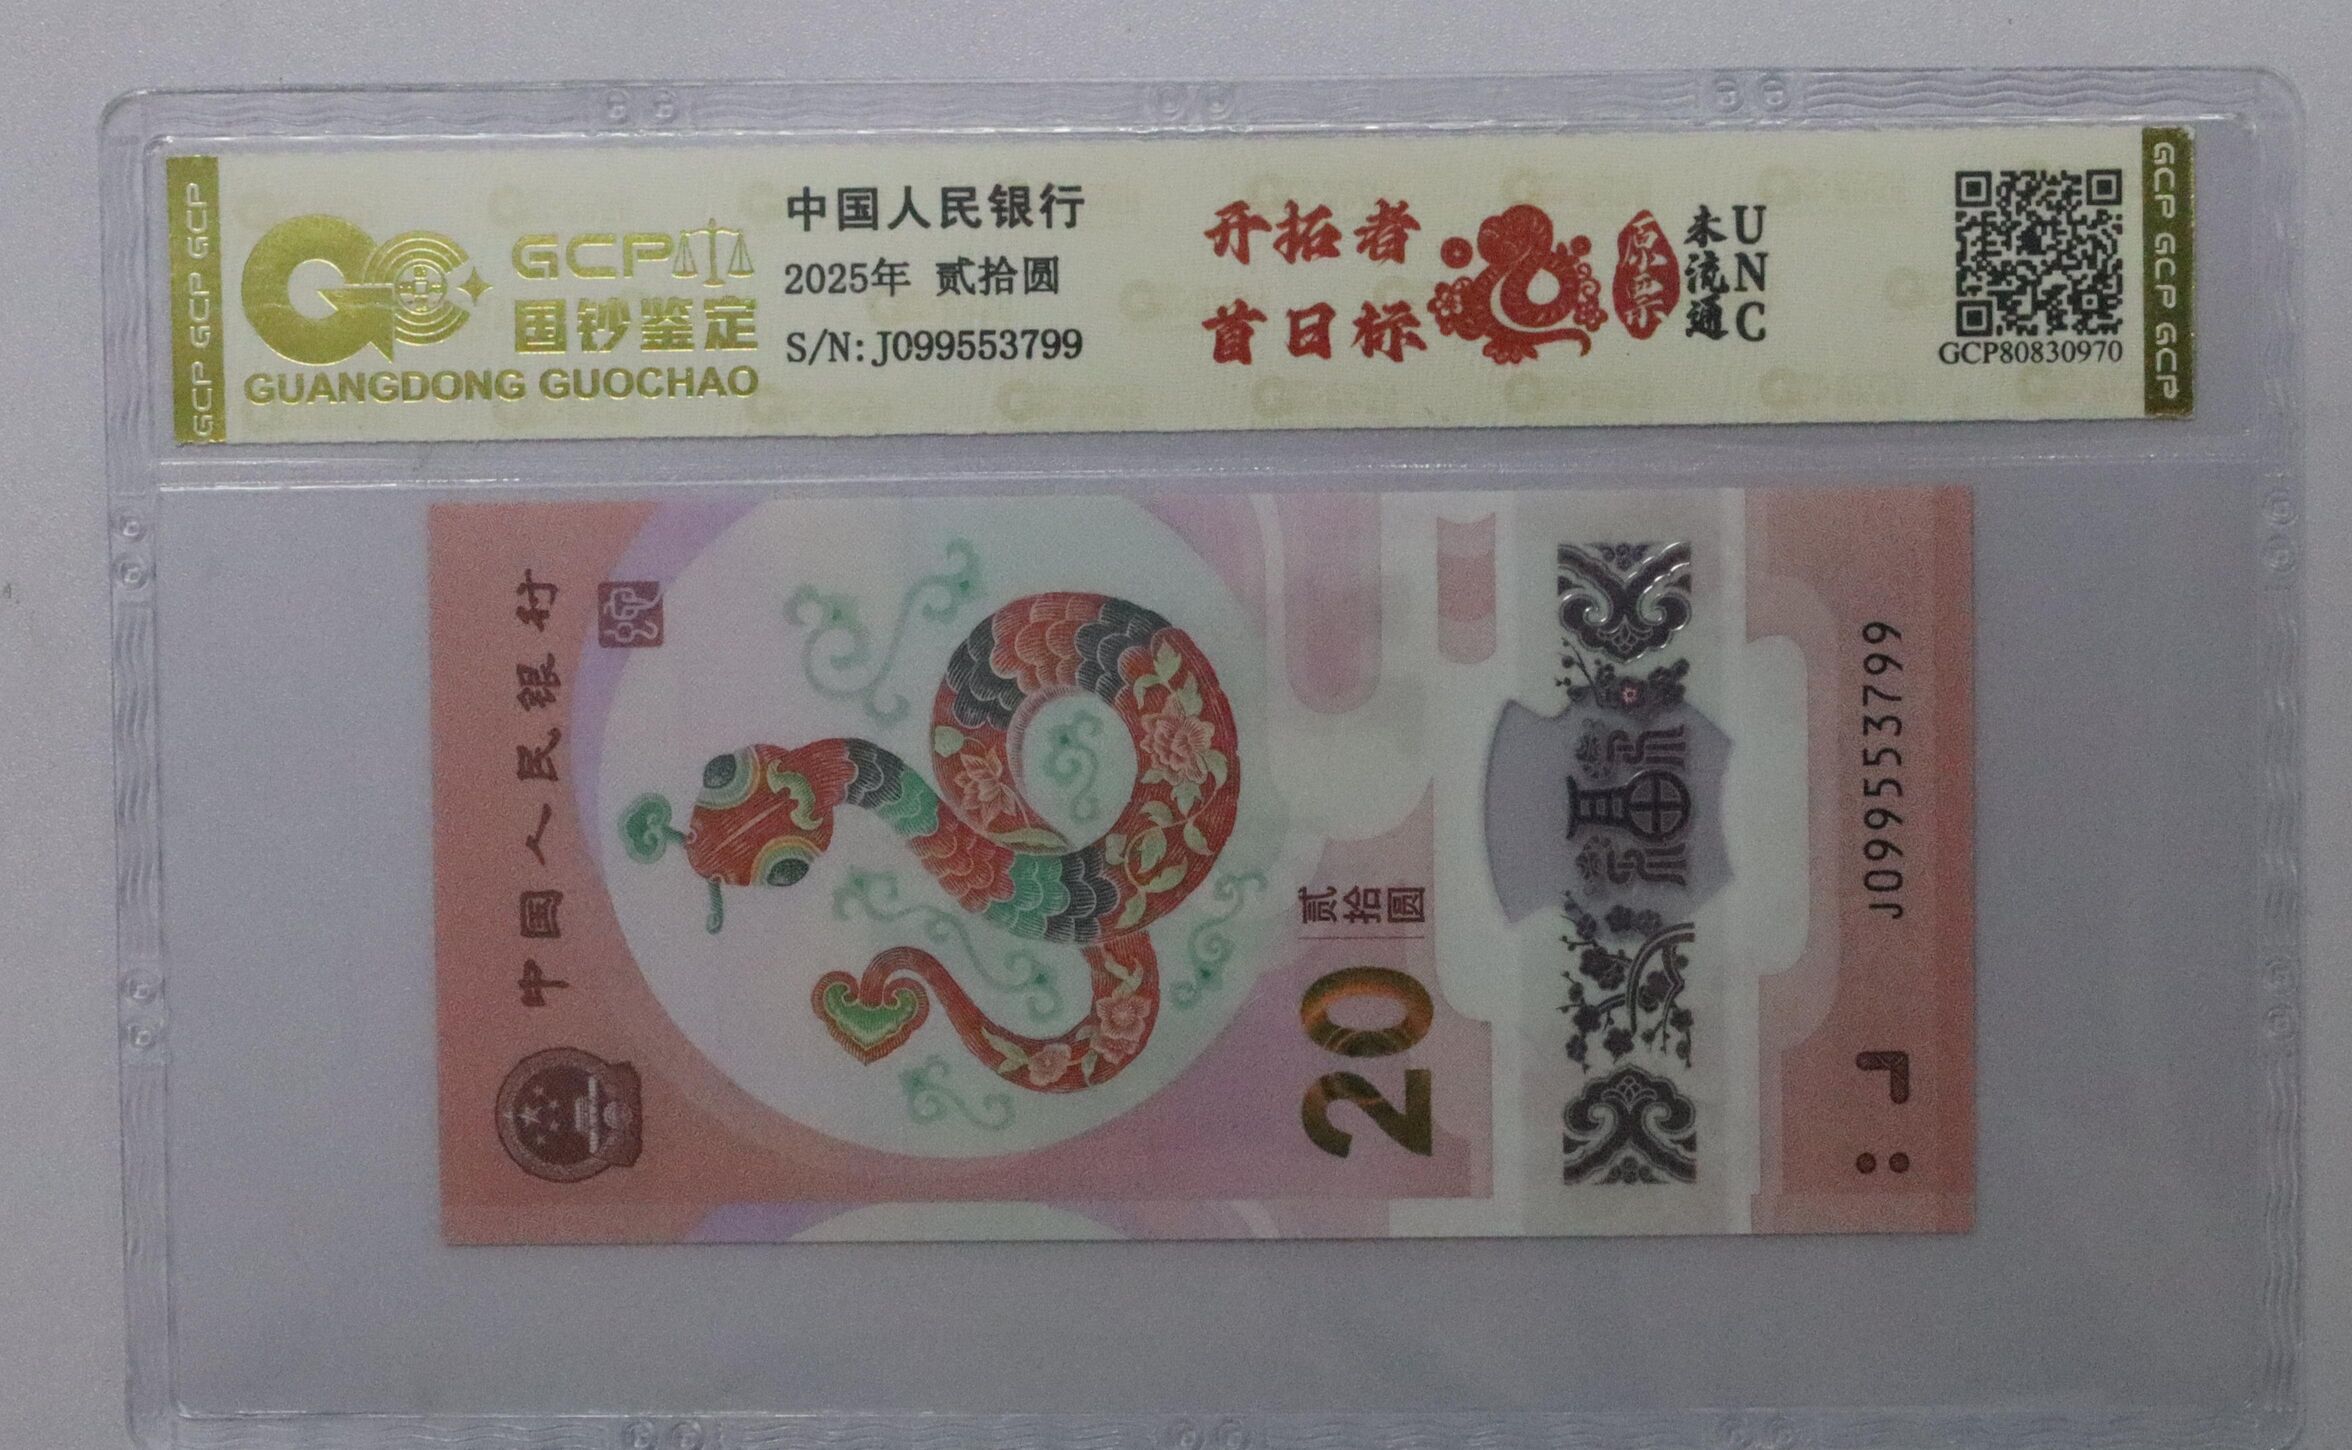 GCP GCP GCP
GCP
国钞鉴定
GUANGDONG GUOCHAO
中国人民银行
2025年 贰拾圆
S/N: J099553799
开拓者
首日标
原票
未流通
UNC
GCP80830970
GCP GCP GCP
中国人民银行
20
贰拾圆
福
J099553799